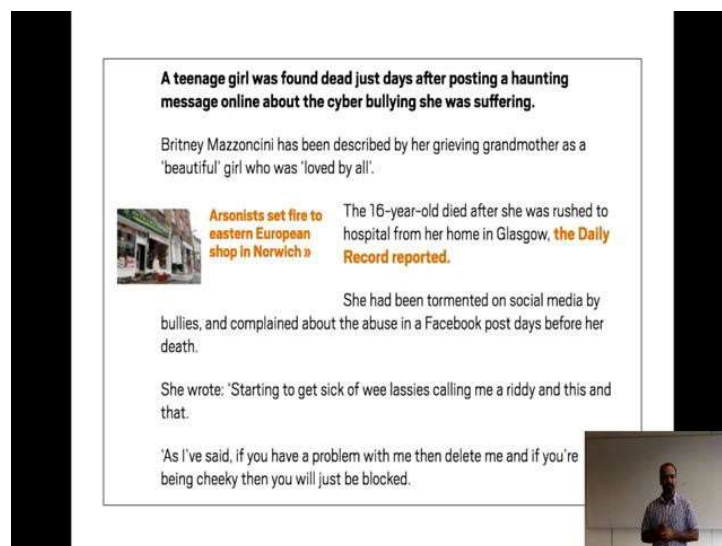 A teenage girl was found dead just days after posting a haunting
message online about the cyber bullying she was suffering.
Britney Mazzoncini has been described by her grieving grandmother as a
'beautiful' girl who was 'loved by all'.
Arsonists set fire to
eastern European
shop in Norwich »
The 16-year-old died after she was rushed to
hospital from her home in Glasgow, the Daily
Record reported.
She had been tormented on social media by
bullies, and complained about the abuse in a Facebook post days before her
death.
She wrote: 'Starting to get sick of wee lassies calling me a riddy and this and
that.
'As I've said, if you have a problem with me then delete me and if you're
being cheeky then you will just be blocked.